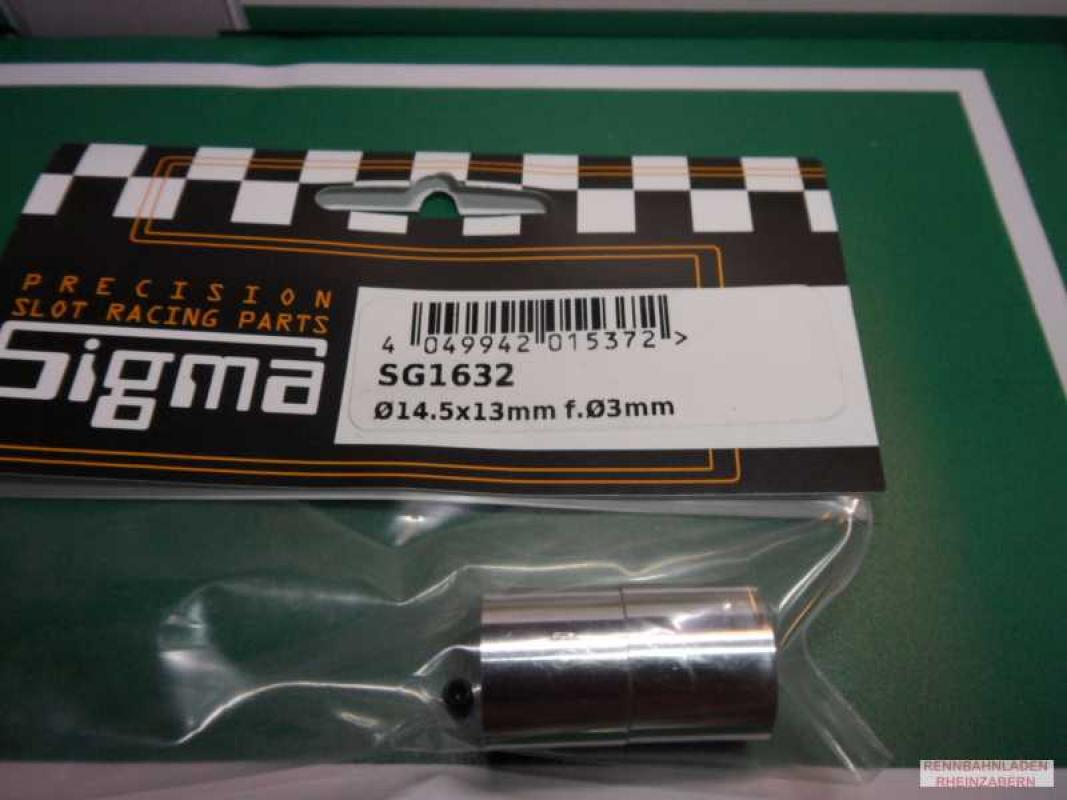 PRECISION
SLOT RACING PARTS
Sigma
4 049942 015372 >
SG1632
Ø14.5x13mm f.Ø3mm
RENNBAHNLADEN
RHEINZABERN